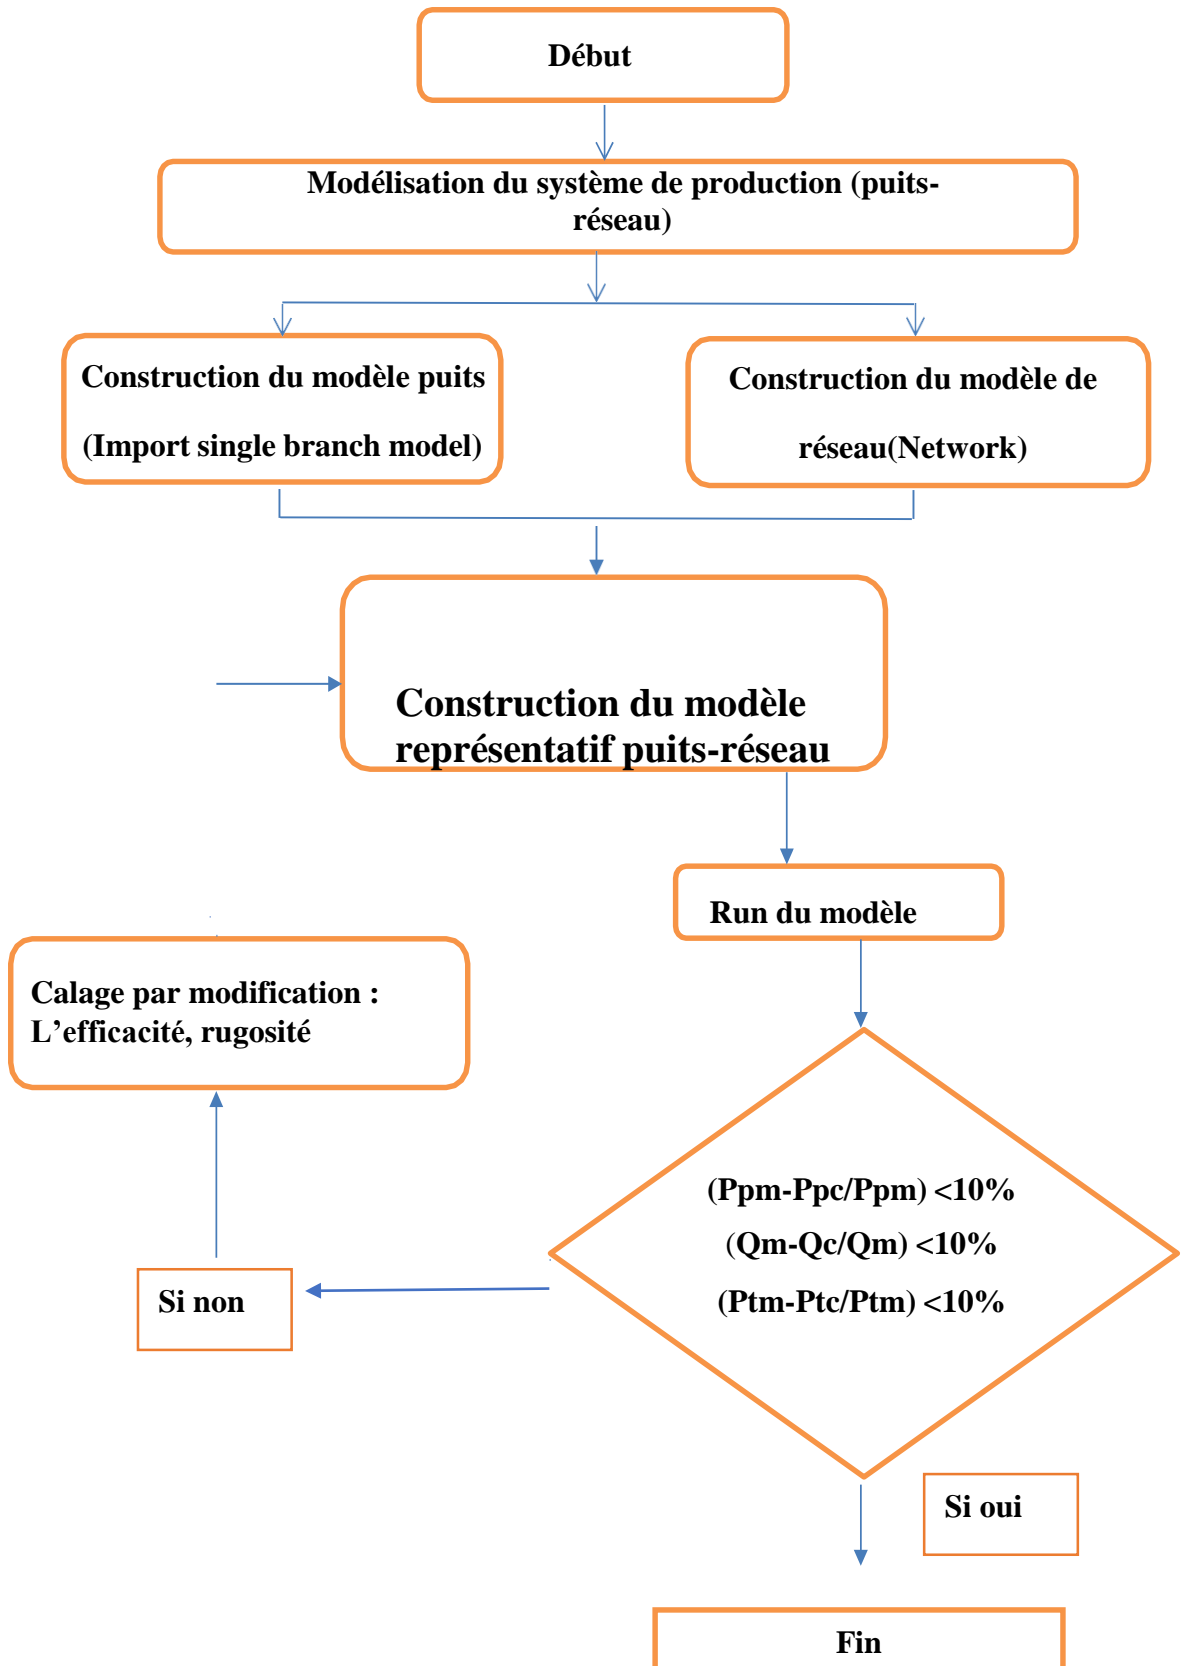 Début
Modélisation du système de production (puits-
réseau)
Construction du modèle puits
(Import single branch model)
Construction du modèle de
réseau(Network)
Construction du modèle
représentatif puits-réseau
Run du modèle
Calage par modification :
L’efficacité, rugosité
(Ppm-Ppc/Ppm) <10%
(Qm-Qc/Qm) <10%
(Ptm-Ptc/Ptm) <10%
Si non
Si oui
Fin